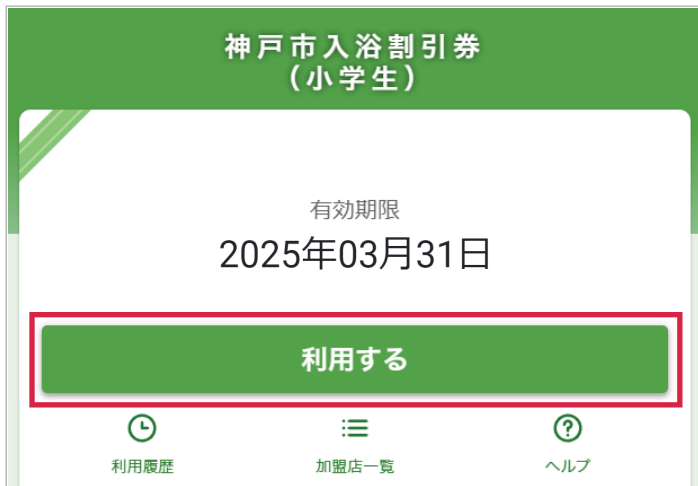 神戸市入浴割引券
（小学生）
有効期限
2025年03月31日
利用する
利用履歴
加盟店一覧
ヘルプ